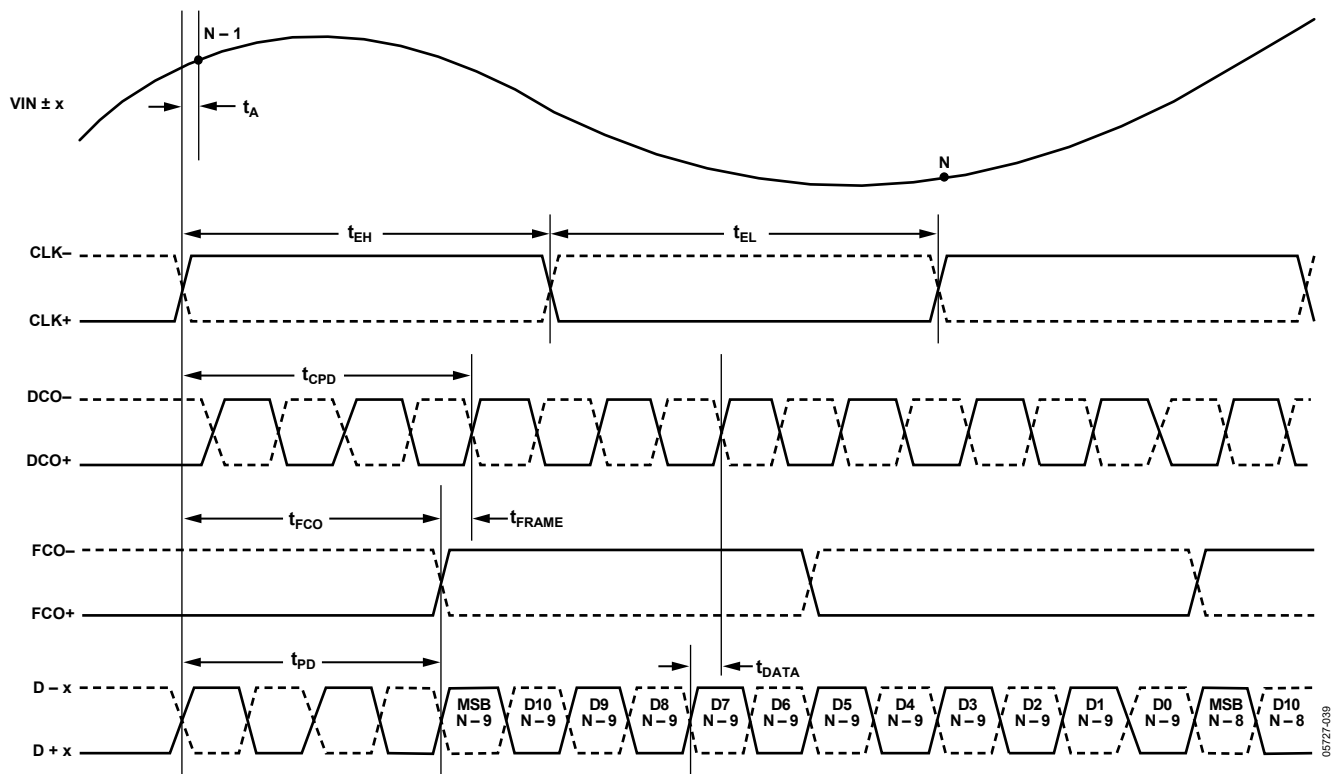 N – 1
VIN ± x
tA
N
tEH
tEL
CLK–
CLK+
tCPD
DCO–
DCO+
tFCO
tFRAME
FCO–
FCO+
tPD
tDATA
D – x
MSB D10 D9 D8 D7 D6 D5 D4 D3 D2 D1 D0 MSB D10
N – 9 N – 9 N – 9 N – 9 N – 9 N – 9 N – 9 N – 9 N – 9 N – 9 N – 9 N – 9 N – 8 N – 8
D + x
05727-039